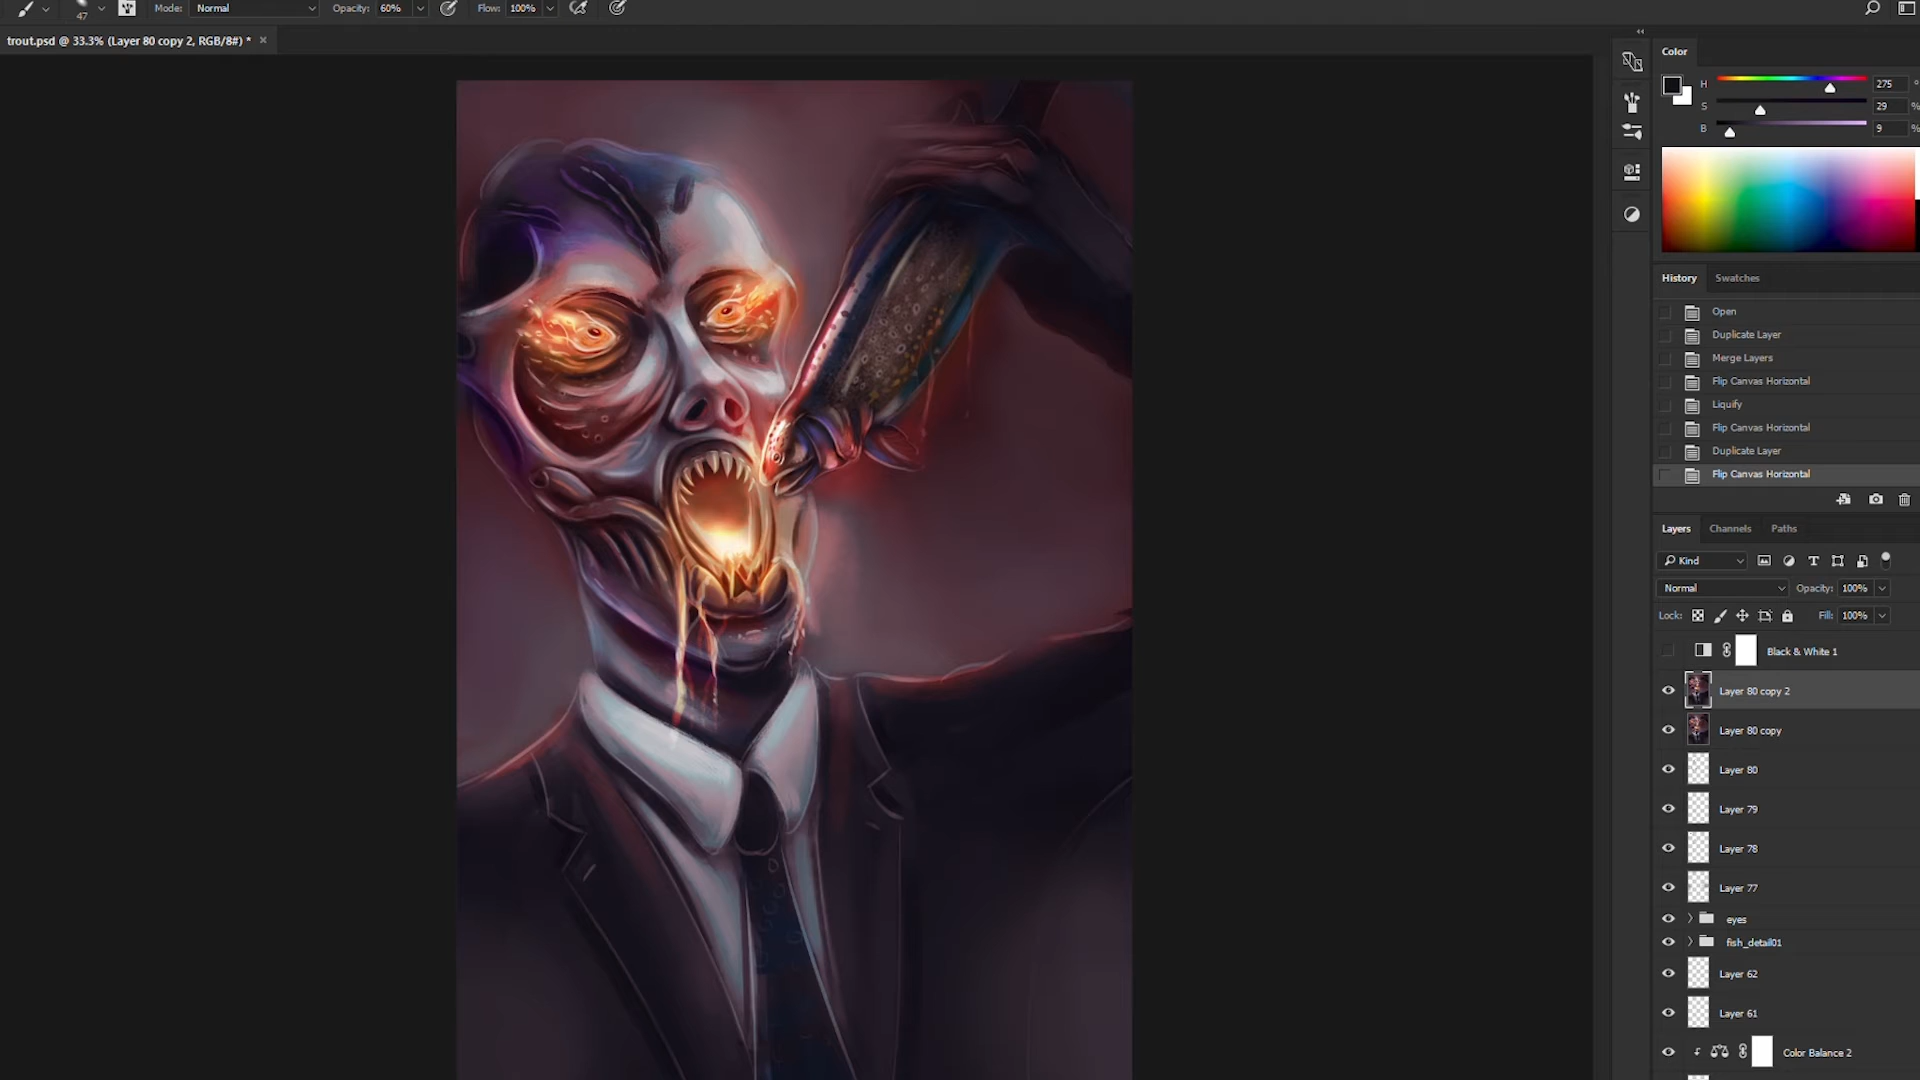 47 Mode: Normal Opacity: 60% Flow: 100%
trout.psd @ 33.3% (Layer 80 copy 2, RGB/8#) * ×
Color
H 275 °
S 29 %
B 9 %
History Swatches
Open
Duplicate Layer
Merge Layers
Flip Canvas Horizontal
Liquify
Flip Canvas Horizontal
Duplicate Layer
Flip Canvas Horizontal
Layers Channels Paths
Kind
Normal Opacity: 100%
Lock: Fill: 100%
Black & White 1
Layer 80 copy 2
Layer 80 copy
Layer 80
Layer 79
Layer 78
Layer 77
eyes
fish_detail01
Layer 62
Layer 61
Color Balance 2